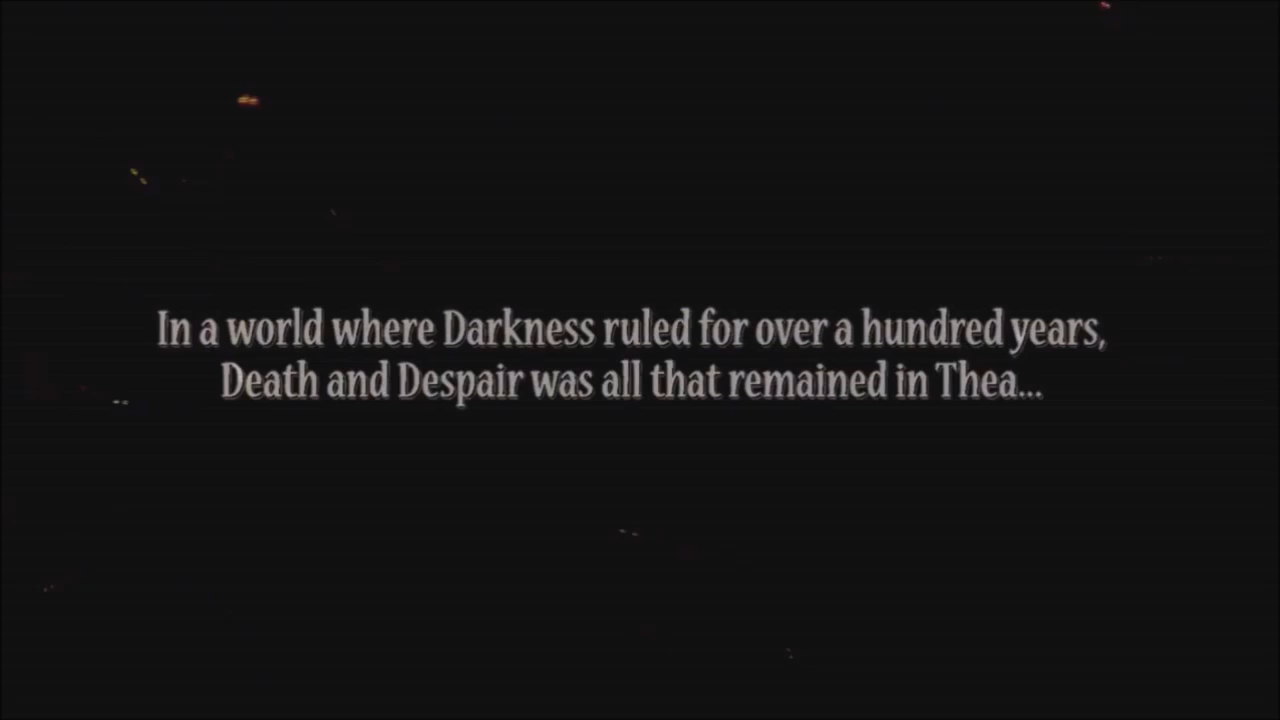 In a world where Darkness ruled for over a hundred years,
Death and Despair was all that remained in Thea...